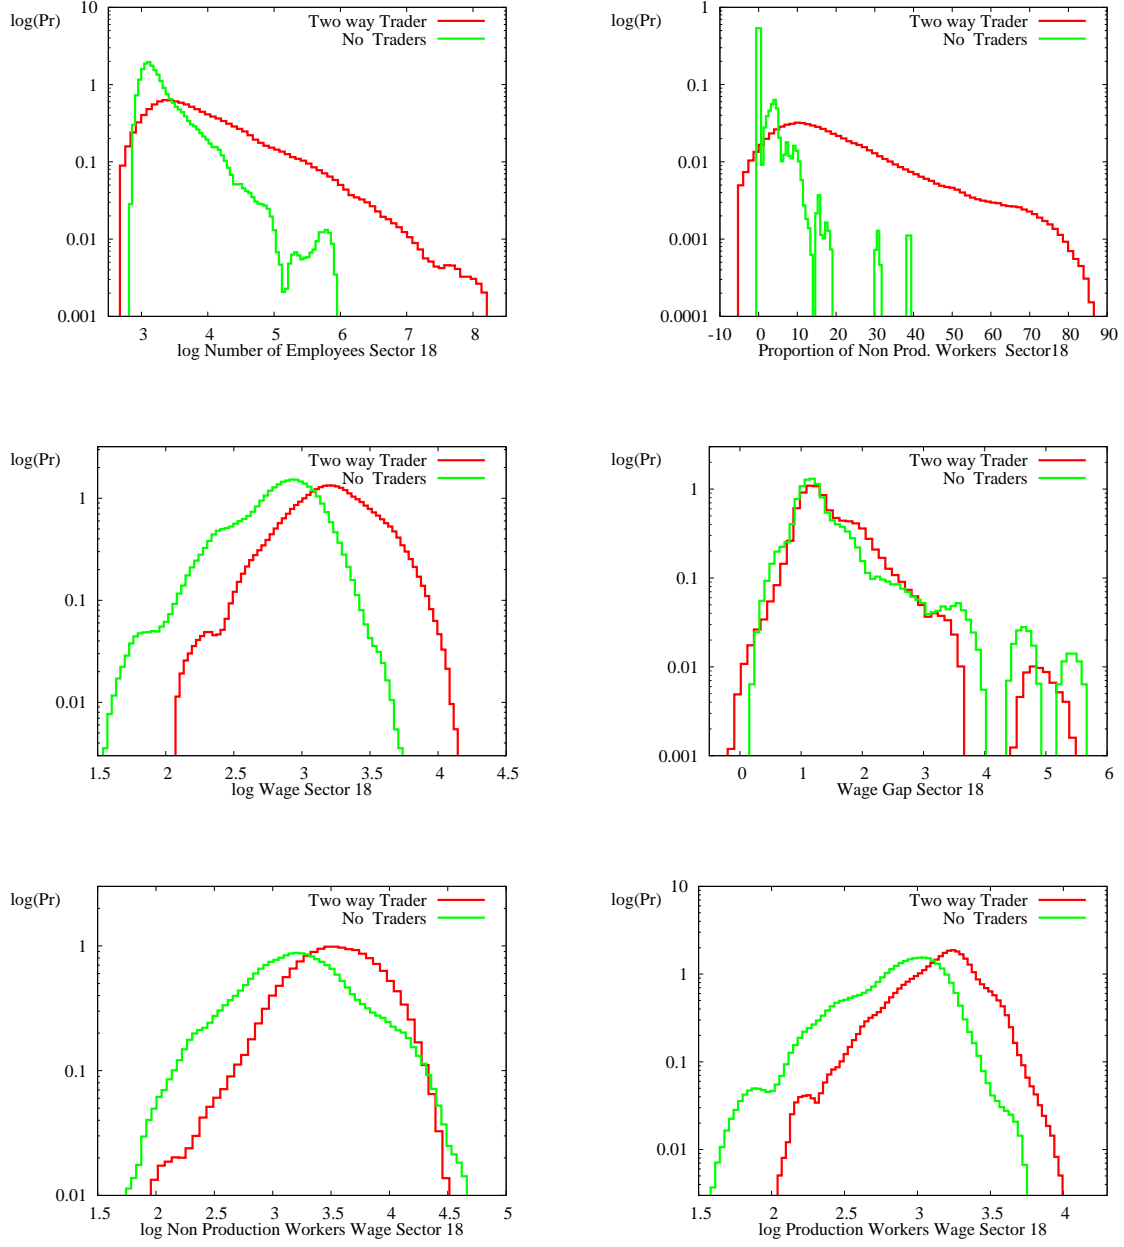 log(Pr)
10
1
0.1
0.01
0.001
Two way Trader
No Traders
3 4 5 6 7 8
log Number of Employees Sector 18
log(Pr)
1
0.1
0.01
0.001
0.0001
Two way Trader
No Traders
-10 0 10 20 30 40 50 60 70 80 90
Proportion of Non Prod. Workers Sector18
log(Pr)
1
0.1
0.01
Two way Trader
No Traders
1.5 2 2.5 3 3.5 4 4.5
log Wage Sector 18
log(Pr)
1
0.1
0.01
0.001
Two way Trader
No Traders
0 1 2 3 4 5 6
Wage Gap Sector 18
log(Pr)
1
0.1
0.01
Two way Trader
No Traders
1.5 2 2.5 3 3.5 4 4.5 5
log Non Production Workers Wage Sector 18
log(Pr)
10
1
0.1
0.01
Two way Trader
No Traders
1.5 2 2.5 3 3.5 4
log Production Workers Wage Sector 18